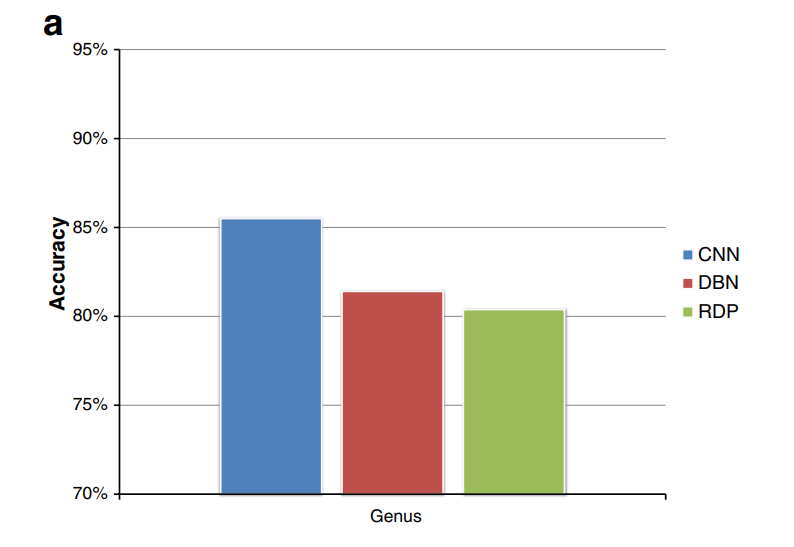 a
95%
90%
85%
80%
75%
70%
Accuracy
Genus
CNN
DBN
RDP